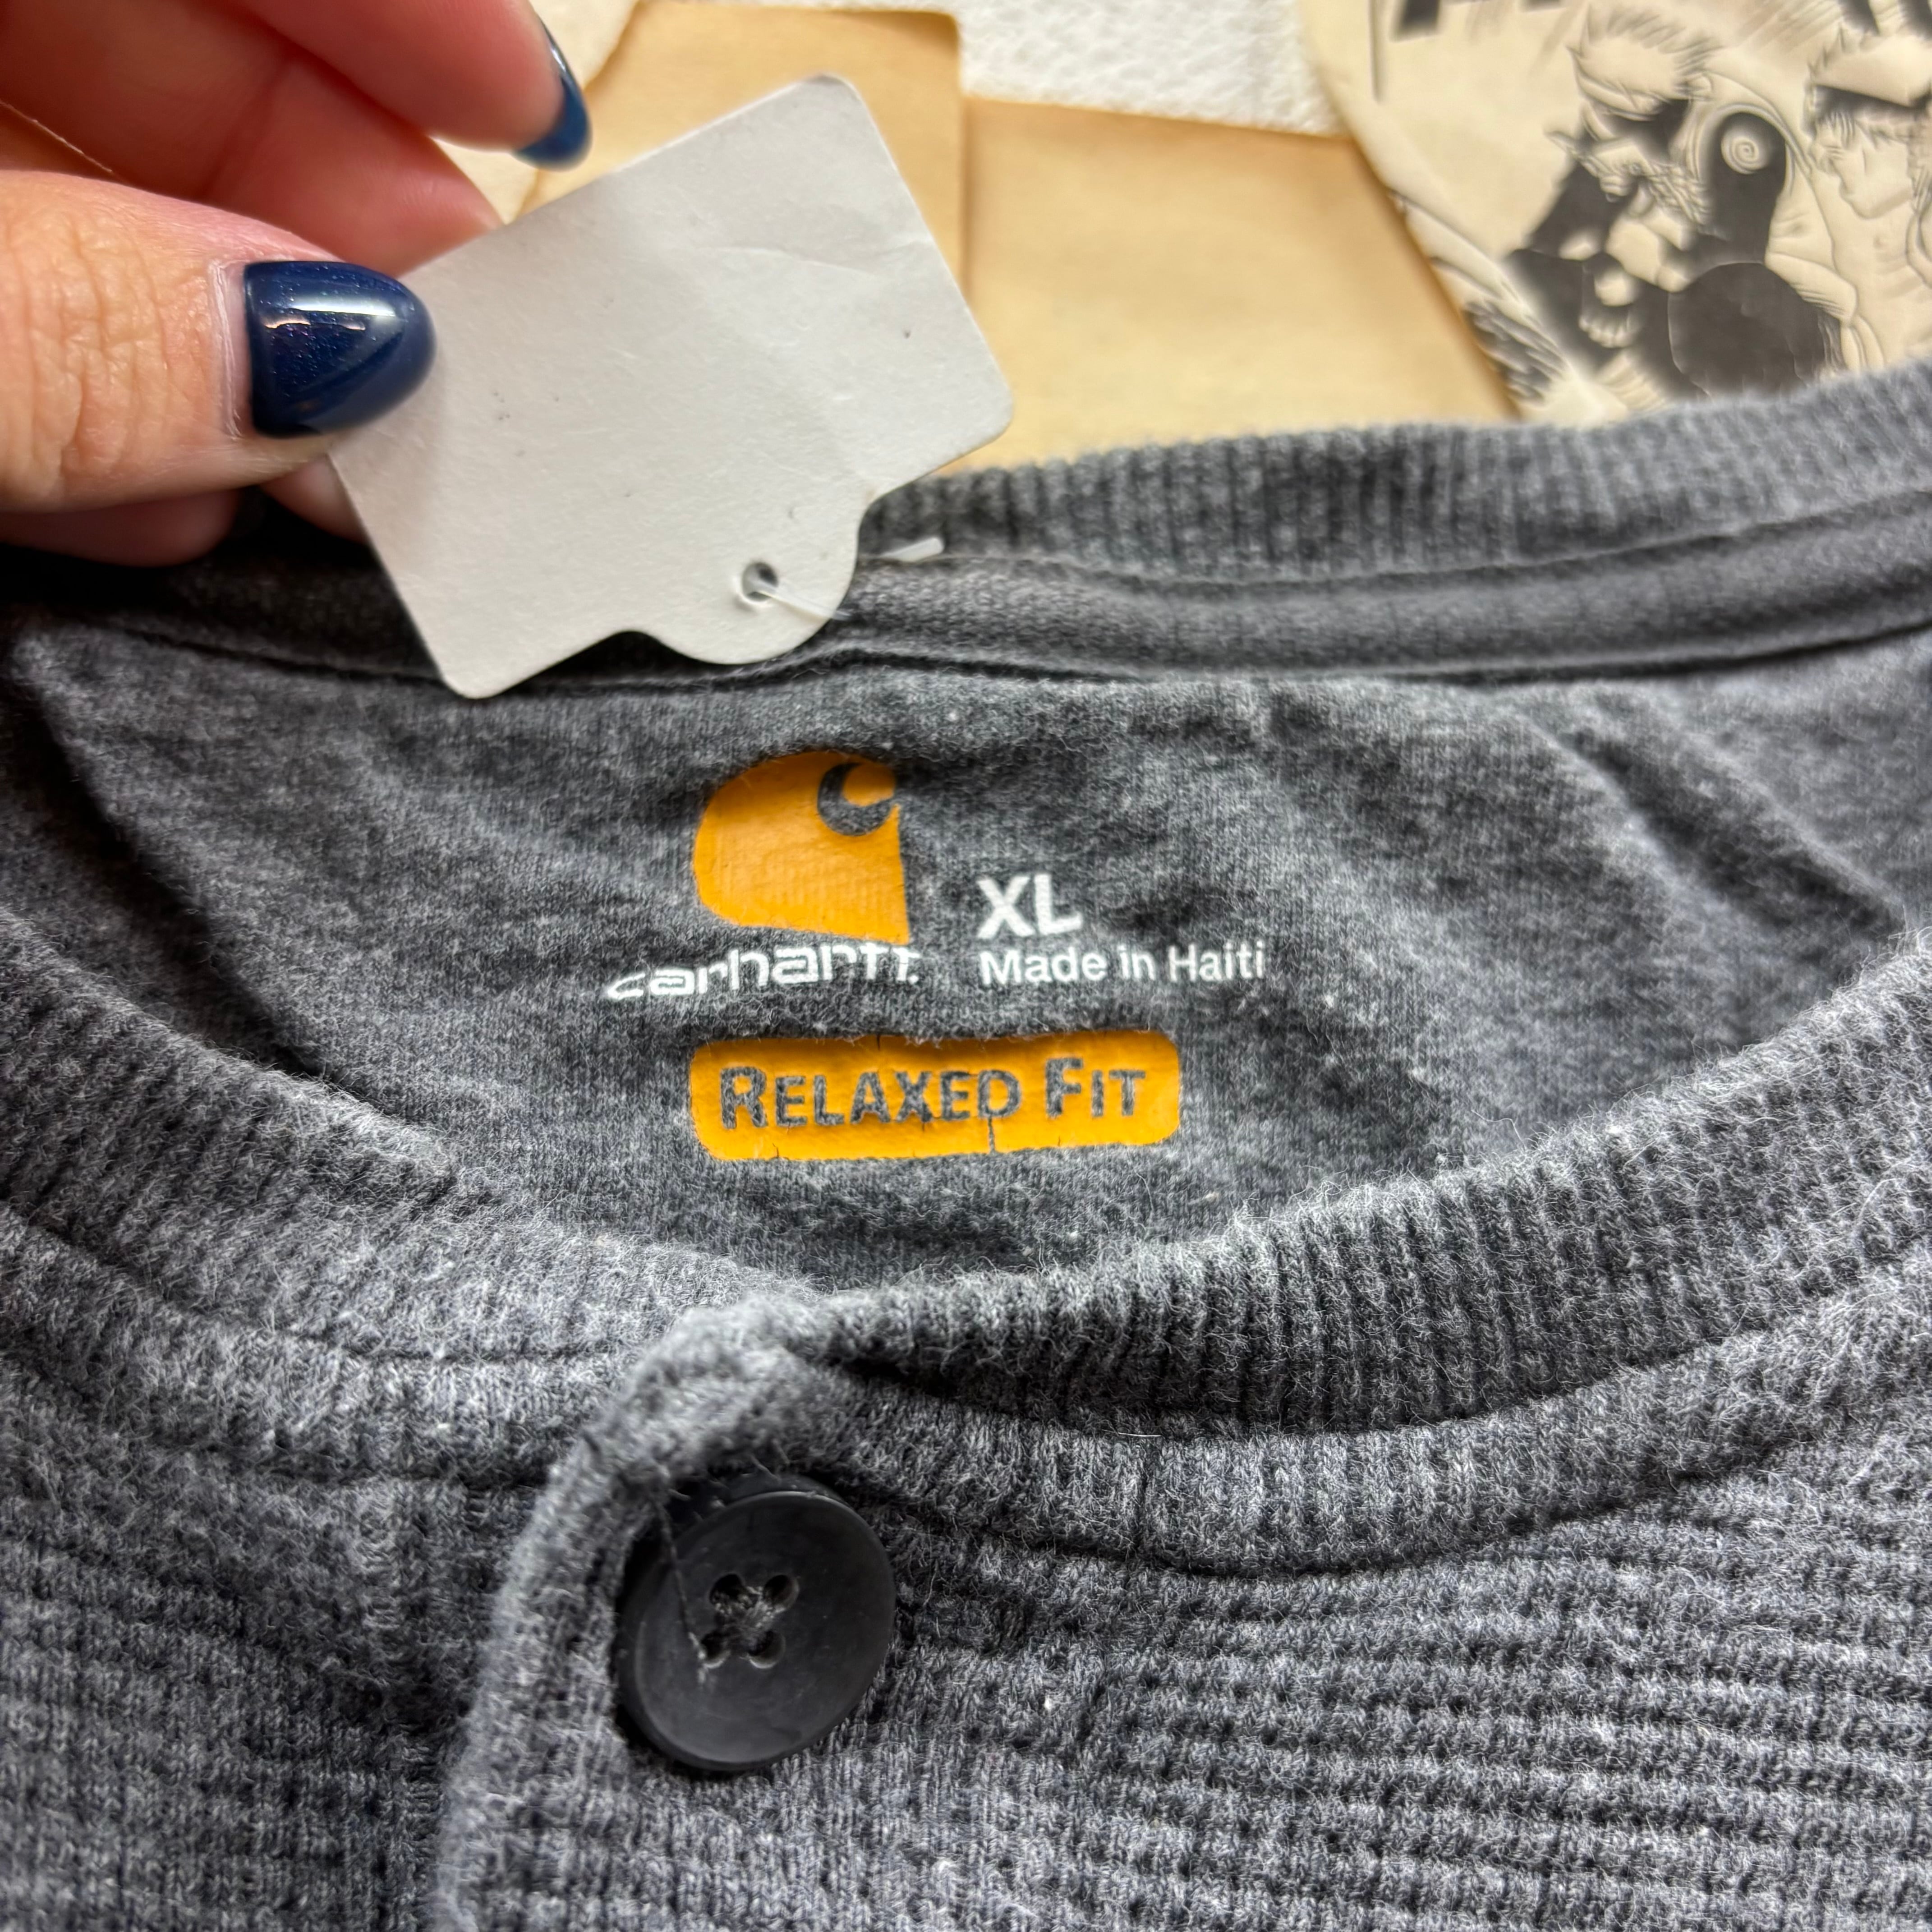 carhartt.
XL
Made in Haiti
RELAXED FIT